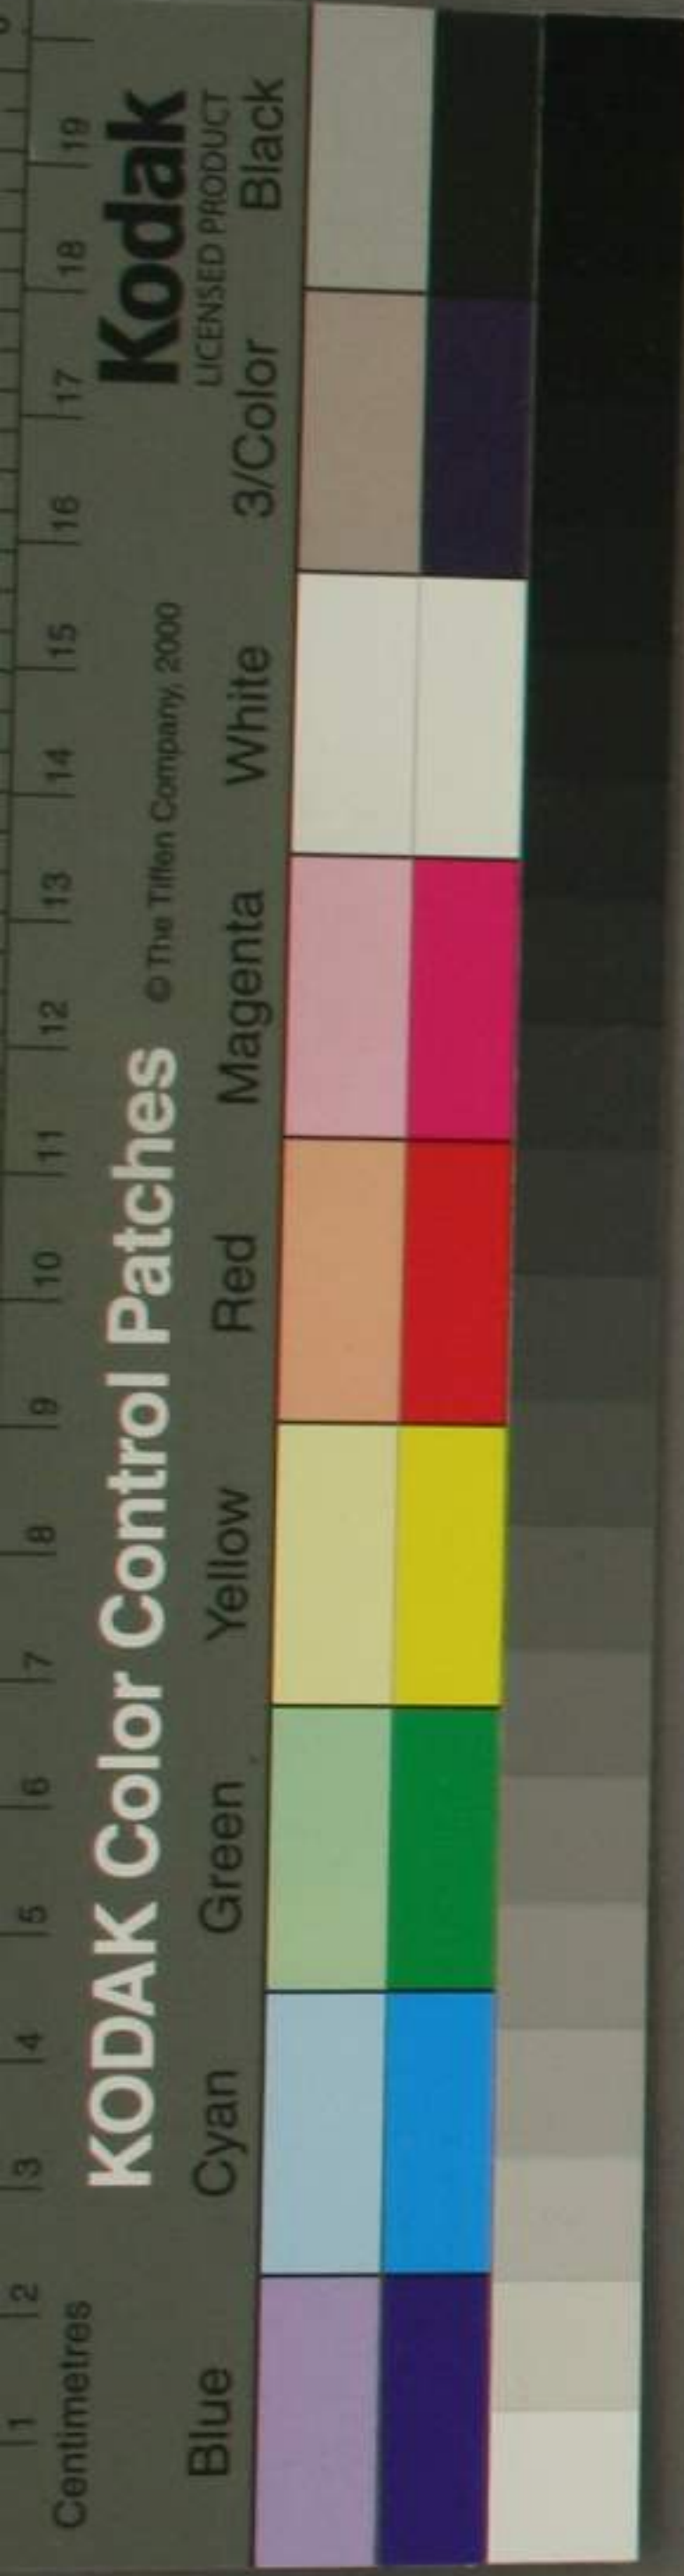 Centimetres
1 2 3 4 5 6 7 8 9 10 11 12 13 14 15 16 17 18 19
KODAK Color Control Patches © The Tiffen Company, 2000 Kodak
LICENSED PRODUCT
Blue Cyan Green Yellow Red Magenta White 3/Color Black